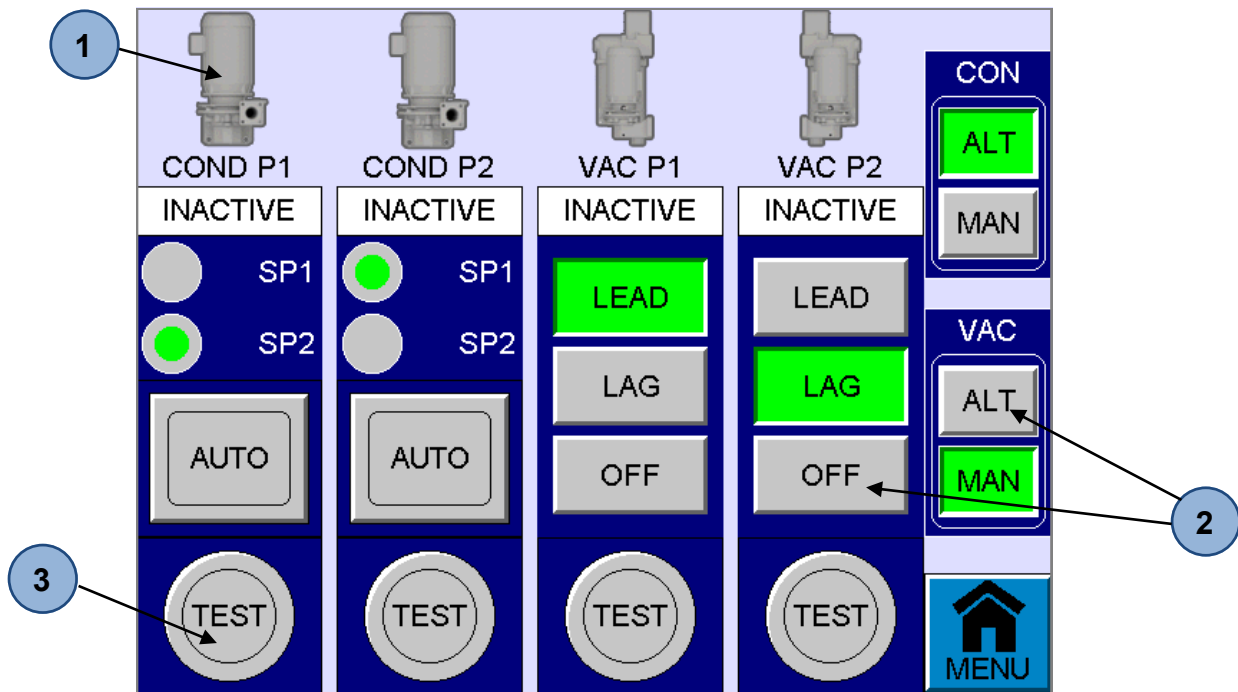 1
COND P1
COND P2
VAC P1
VAC P2
INACTIVE
INACTIVE
INACTIVE
INACTIVE
SP1
SP2
AUTO
TEST
SP1
SP2
AUTO
TEST
LEAD
LAG
OFF
TEST
LEAD
LAG
OFF
TEST
CON
ALT
MAN
VAC
ALT
MAN
MENU
2
3